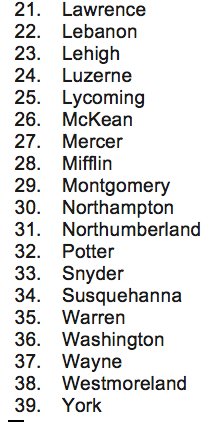 21. Lawrence
22. Lebanon
23. Lehigh
24. Luzerne
25. Lycoming
26. McKean
27. Mercer
28. Mifflin
29. Montgomery
30. Northampton
31. Northumberland
32. Potter
33. Snyder
34. Susquehanna
35. Warren
36. Washington
37. Wayne
38. Westmoreland
39. York